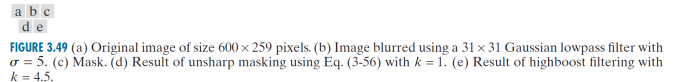 a b c
d e
FIGURE 3.49 (a) Original image of size 600 × 259 pixels. (b) Image blurred using a 31 × 31 Gaussian lowpass filter with
σ = 5. (c) Mask. (d) Result of unsharp masking using Eq. (3-56) with k = 1. (e) Result of highboost filtering with
k = 4.5.